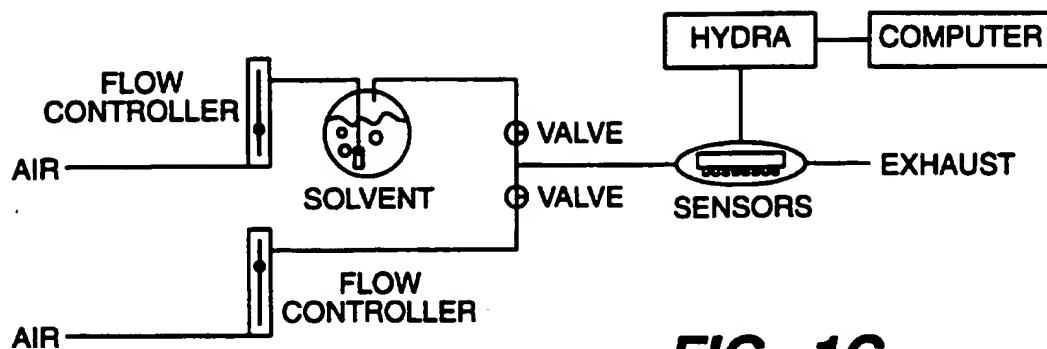 HYDRA
COMPUTER
FLOW
CONTROLLER
AIR
SOLVENT
VALVE
VALVE
SENSORS
EXHAUST
FLOW
CONTROLLER
AIR